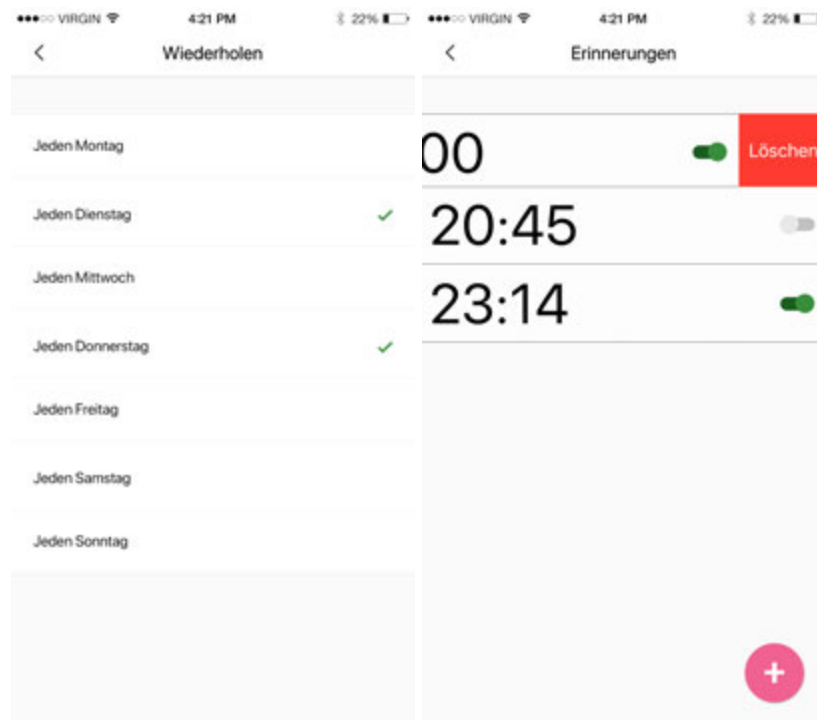 VIRGIN 4:21 PM 22%
Wiederholen
Jeden Montag
Jeden Dienstag
Jeden Mittwoch
Jeden Donnerstag
Jeden Freitag
Jeden Samstag
Jeden Sonntag
VIRGIN 4:21 PM 22%
Erinnerungen
00 Löschen
20:45
23:14
+